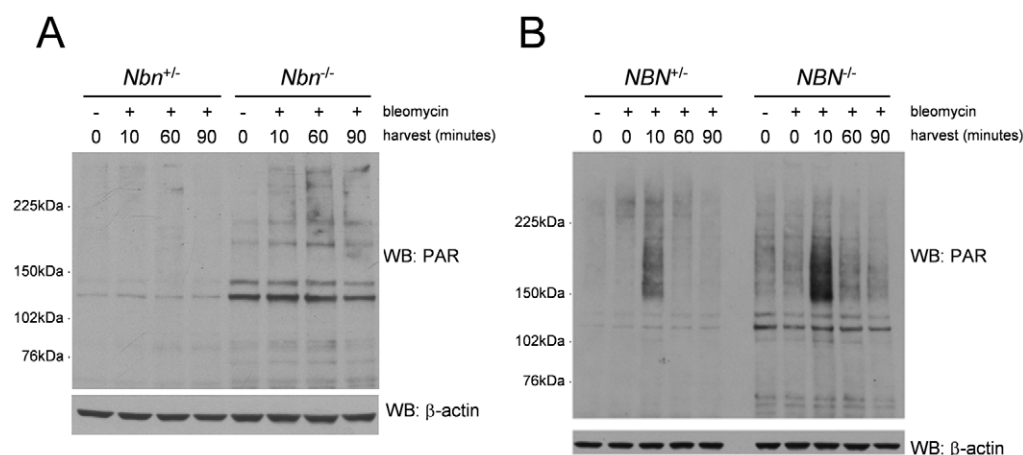 A
Nbn+/- Nbn-/-
- + + + - + + + bleomycin
0 10 60 90 0 10 60 90 harvest (minutes)
225kDa
150kDa
102kDa
76kDa
WB: PAR
WB: β-actin
B
NBN+/- NBN-/-
- + + + + - + + + + bleomycin
0 0 10 60 90 0 0 10 60 90 harvest (minutes)
225kDa
150kDa
102kDa
76kDa
WB: PAR
WB: β-actin